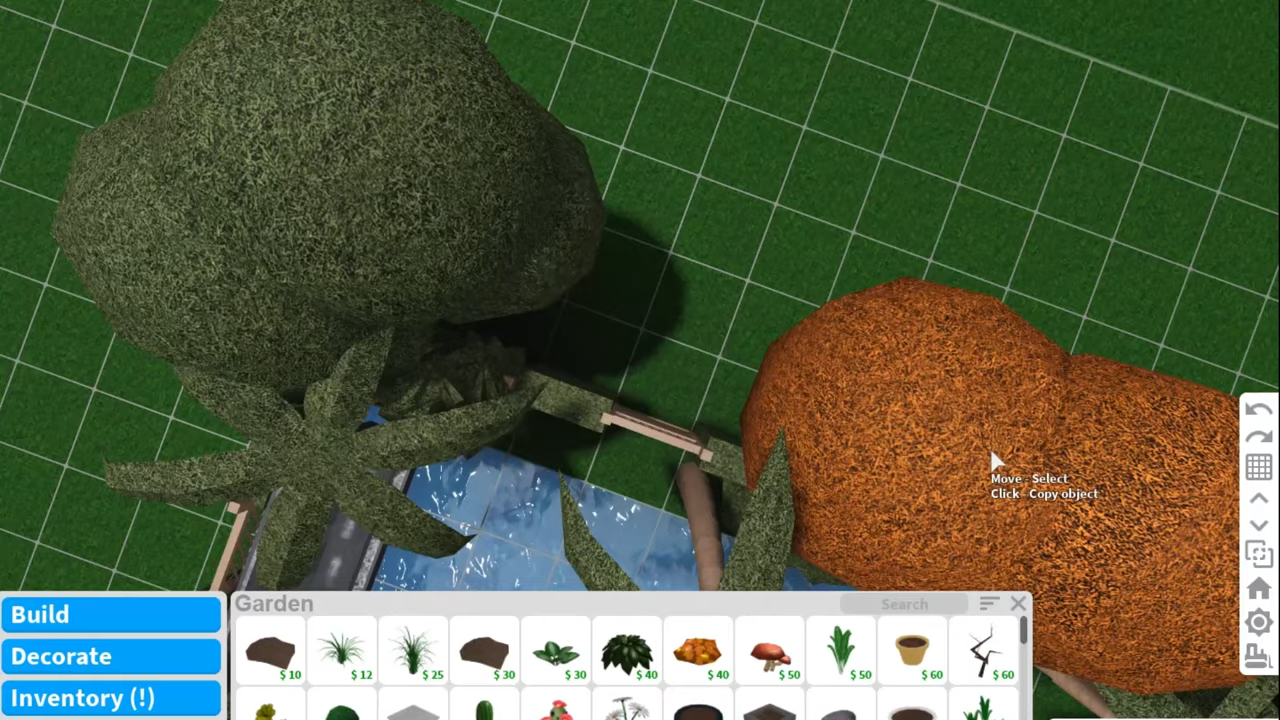 Move - Select
Click - Copy object
Build
Decorate
Inventory (!)
Garden
Search
$ 10
$ 12
$ 25
$ 30
$ 30
$ 40
$ 40
$ 50
$ 50
$ 60
$ 60